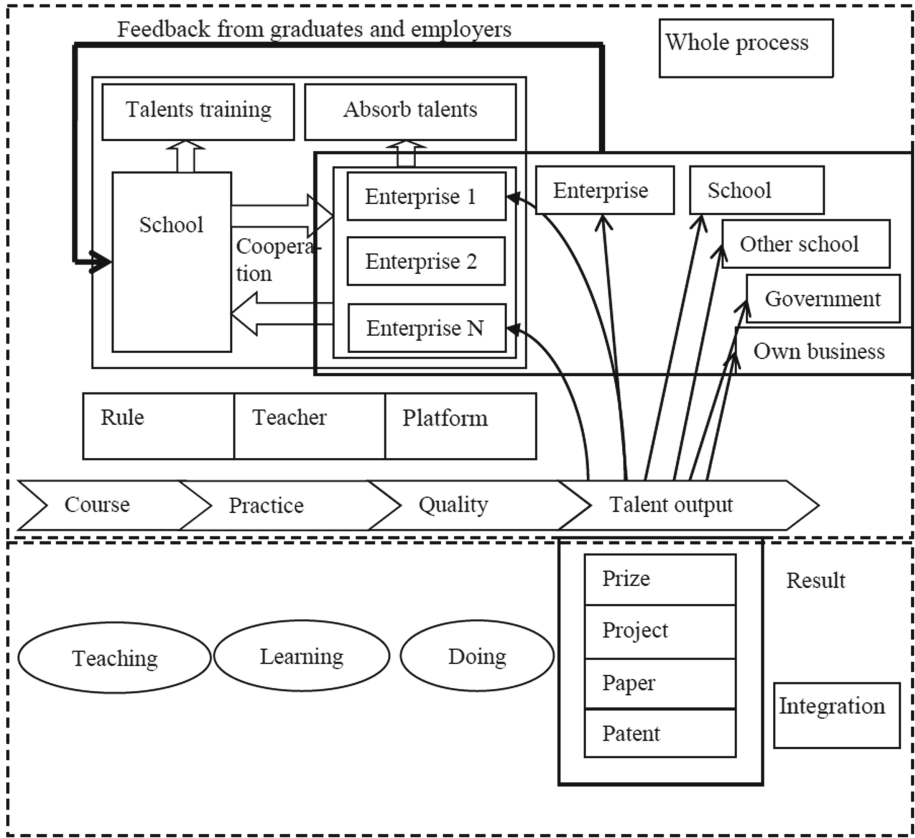 Feedback from graduates and employers
Whole process
Talents training
Absorb talents
School
Coopera-
tion
Enterprise 1
Enterprise 2
Enterprise N
Enterprise
School
Other school
Government
Own business
Rule
Teacher
Platform
Course
Practice
Quality
Talent output
Teaching
Learning
Doing
Prize
Project
Paper
Patent
Result
Integration